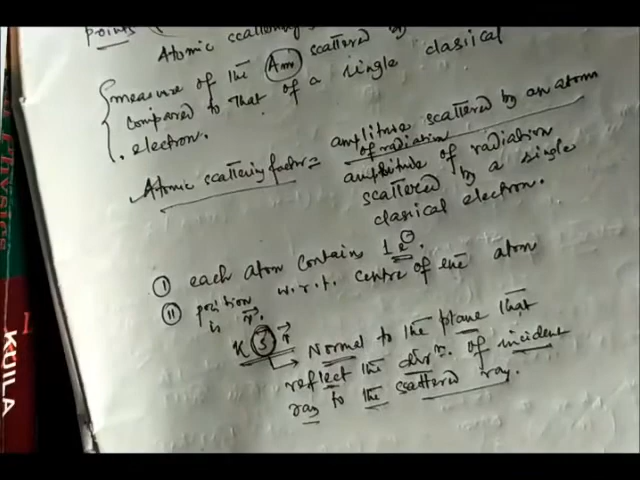 points
Atomic scattering
measure of the Am scattered by
compared to that of a single clasical
electron.
Atomic scattering factor = amplitude scattered by an atom
of radiation
amplitude of radiation
scattered by a single
clasical electron.
(I) each atom contains 1 e⊖.
(II) position w.r.t. centre of the atom
is r⃗.
Normal to the plane that
reflect the dirn. of incident
ray to the scattered ray.
Physics
KUILA